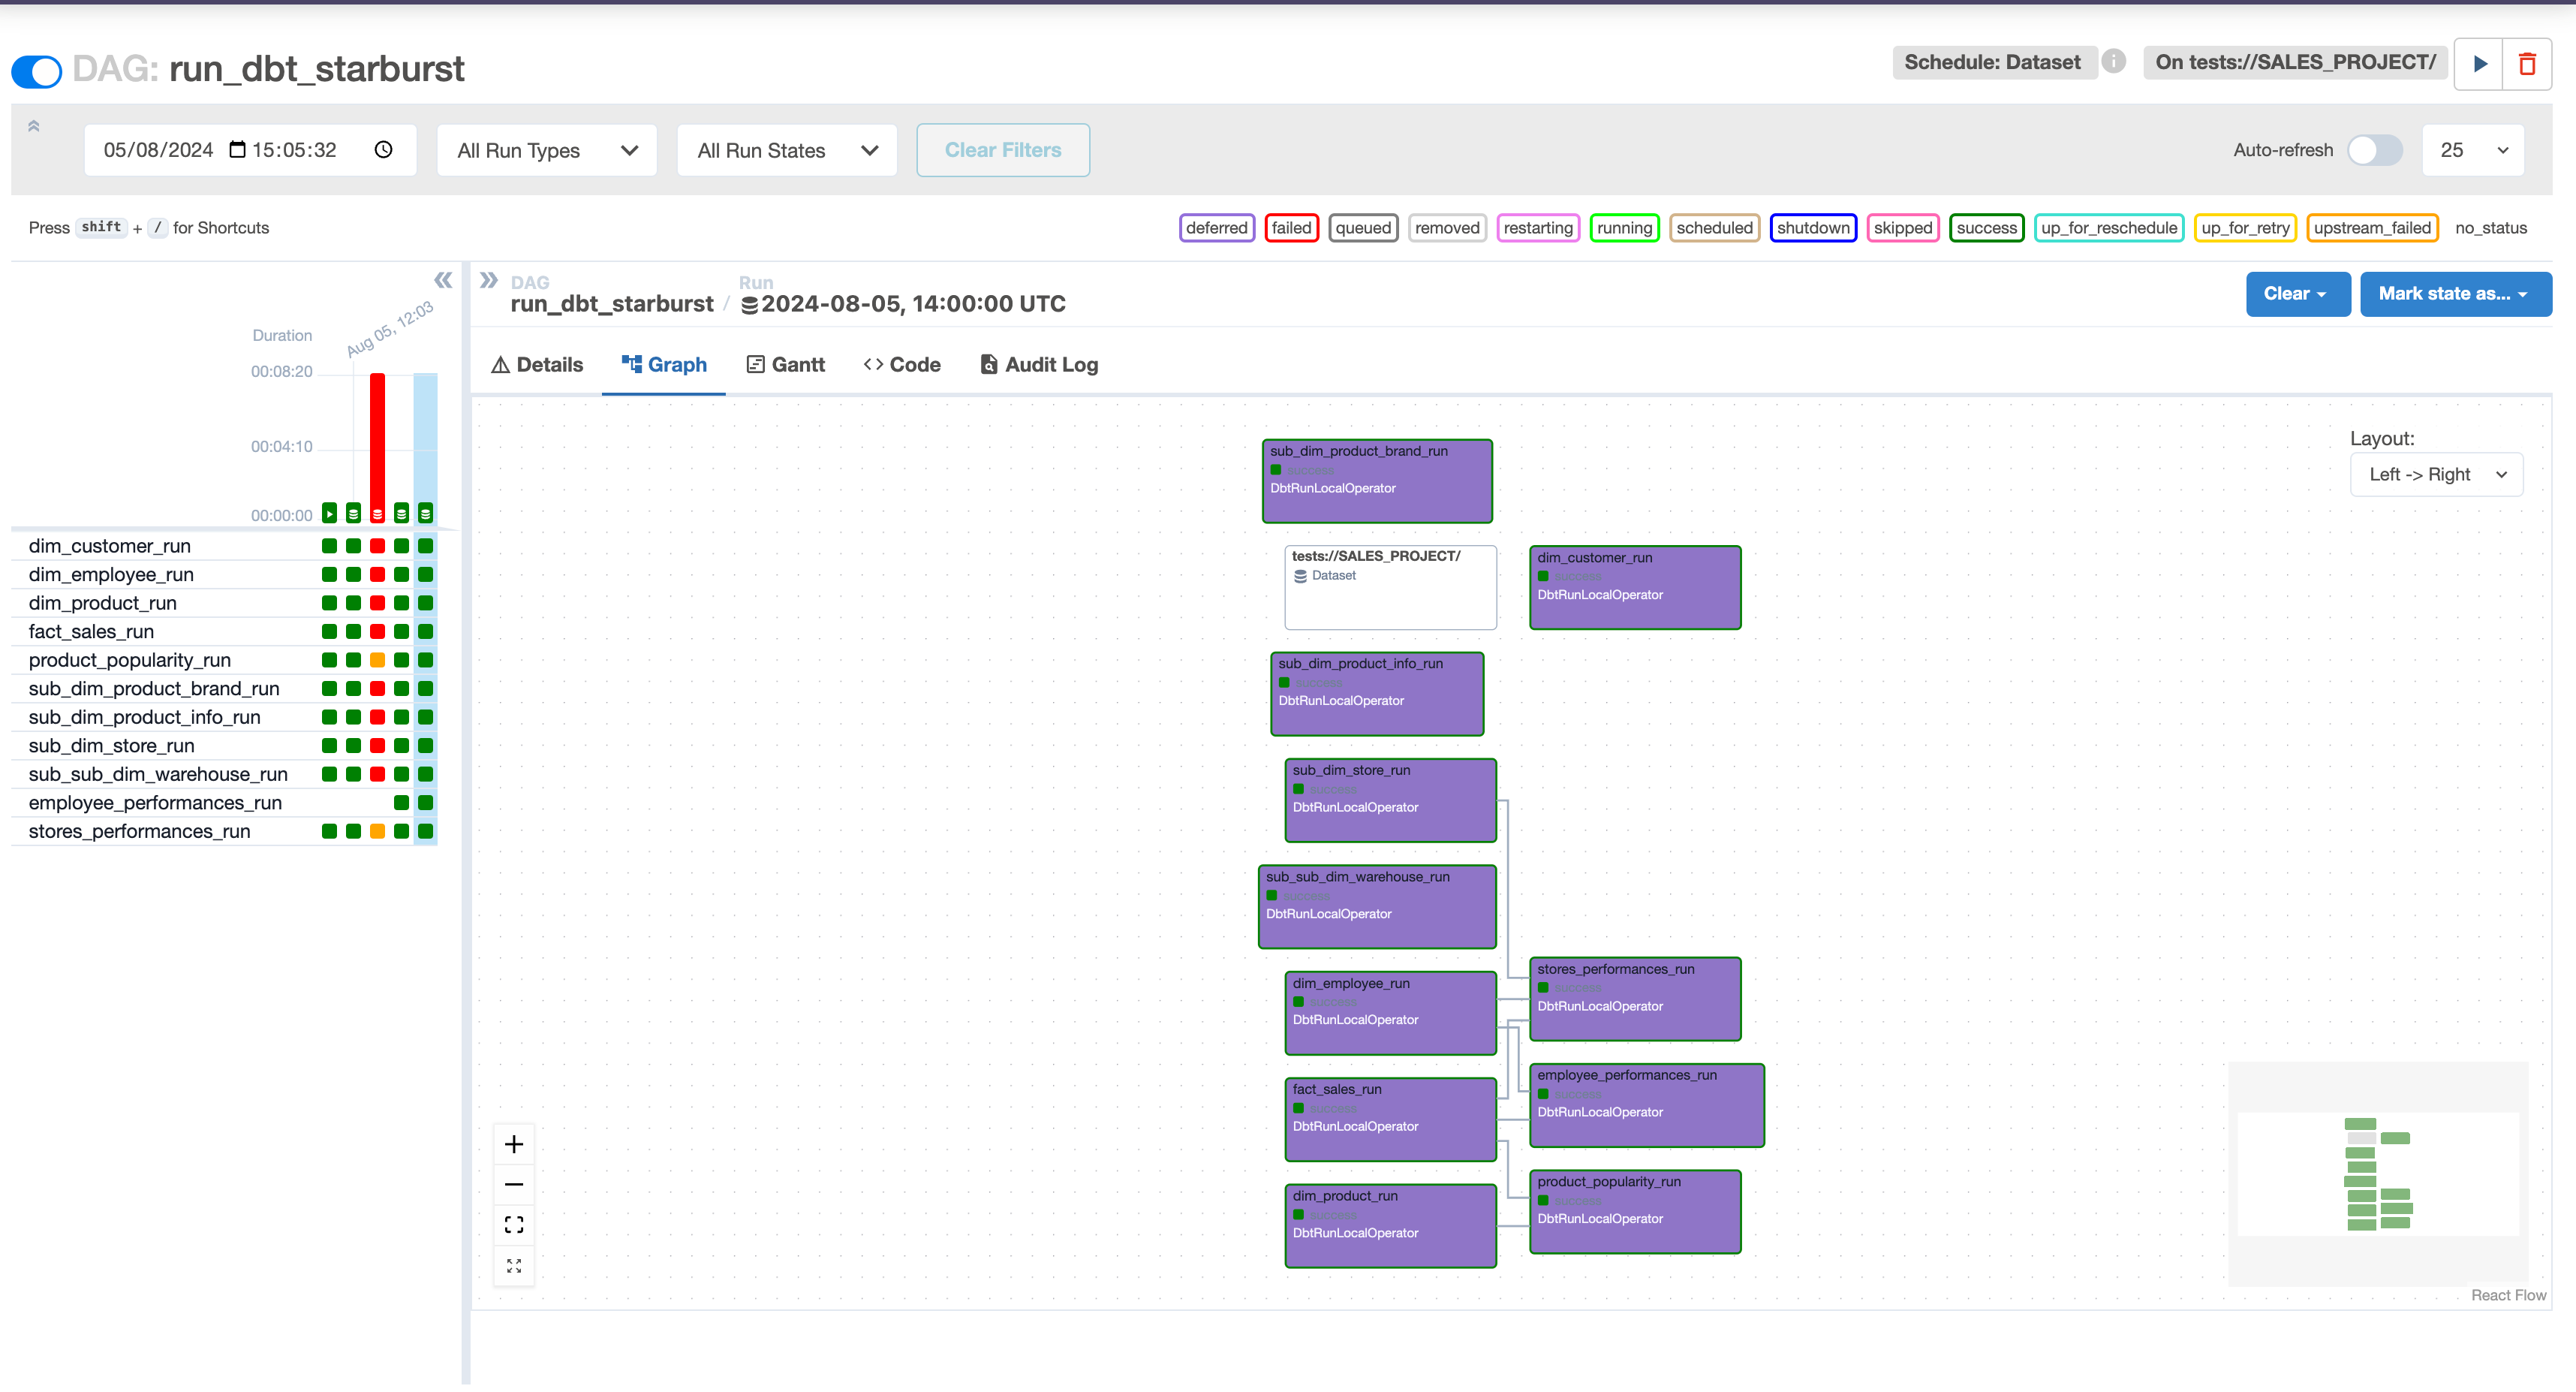 DAG: run_dbt_starburst
Schedule: Dataset
On tests://SALES_PROJECT/
05/08/2024 15:05:32
All Run Types
All Run States
Clear Filters
Auto-refresh
25
Press shift + / for Shortcuts
deferred failed queued removed restarting running scheduled shutdown skipped success up_for_reschedule up_for_retry upstream_failed no_status
DAG
run_dbt_starburst
/
Run
2024-08-05, 14:00:00 UTC
Clear
Mark state as...
Details
Graph
Gantt
Code
Audit Log
Duration
Aug 05, 12:03
00:08:20
00:04:10
00:00:00
dim_customer_run
dim_employee_run
dim_product_run
fact_sales_run
product_popularity_run
sub_dim_product_brand_run
sub_dim_product_info_run
sub_dim_store_run
sub_sub_dim_warehouse_run
employee_performances_run
stores_performances_run
Layout:
Left -> Right
sub_dim_product_brand_run
success
DbtRunLocalOperator
tests://SALES_PROJECT/
Dataset
dim_customer_run
success
DbtRunLocalOperator
sub_dim_product_info_run
success
DbtRunLocalOperator
sub_dim_store_run
success
DbtRunLocalOperator
sub_sub_dim_warehouse_run
success
DbtRunLocalOperator
dim_employee_run
success
DbtRunLocalOperator
stores_performances_run
success
DbtRunLocalOperator
fact_sales_run
success
DbtRunLocalOperator
employee_performances_run
success
DbtRunLocalOperator
dim_product_run
success
DbtRunLocalOperator
product_popularity_run
success
DbtRunLocalOperator
React Flow